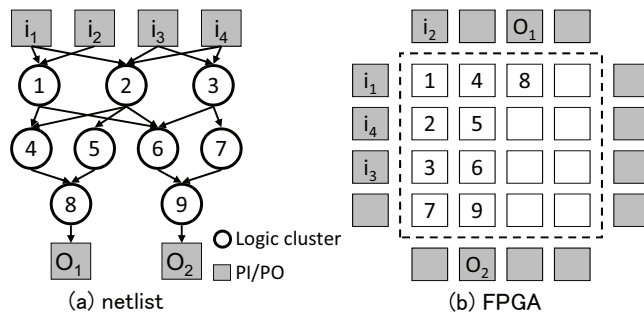 i₁ i₂ i₃ i₄
1 2 3
4 5 6 7
8 9
O₁ O₂
Logic cluster
PI/PO
(a) netlist
i₂ O₁
i₁ 1 4 8
i₄ 2 5
i₃ 3 6
7 9
O₂
(b) FPGA